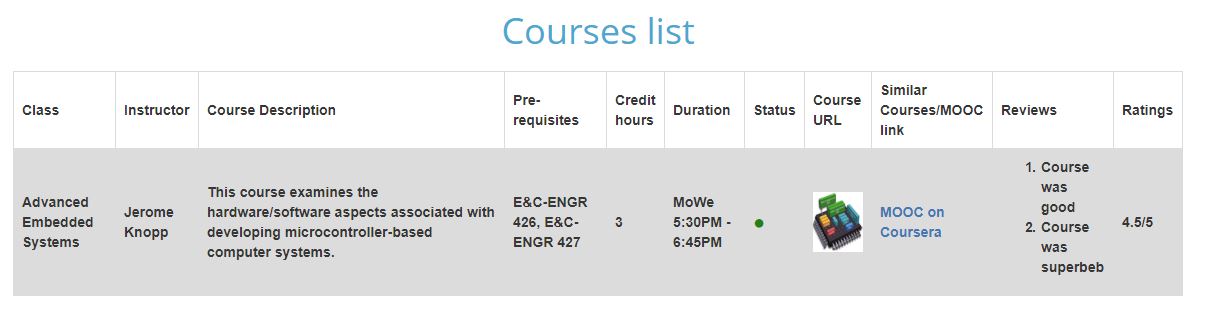 Courses list
Class
Instructor
Course Description
Pre-
requisites
Credit
hours
Duration
Status
Course
URL
Similar
Courses/MOOC
link
Reviews
Ratings
Advanced
Embedded
Systems
Jerome
Knopp
This course examines the
hardware/software aspects associated with
developing microcontroller-based
computer systems.
E&C-ENGR
426, E&C-
ENGR 427
3
MoWe
5:30PM -
6:45PM
MOOC on
Coursera
1. Course
was
good
2. Course
was
superbeb
4.5/5